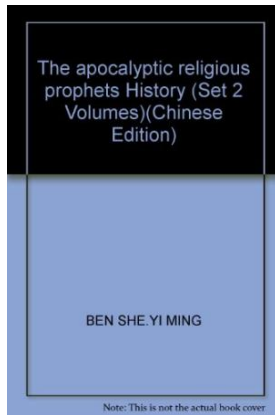 The apocalyptic religious
prophets History (Set 2
Volumes)(Chinese
Edition)
BEN SHE.YI MING
Note: This is not the actual book cover